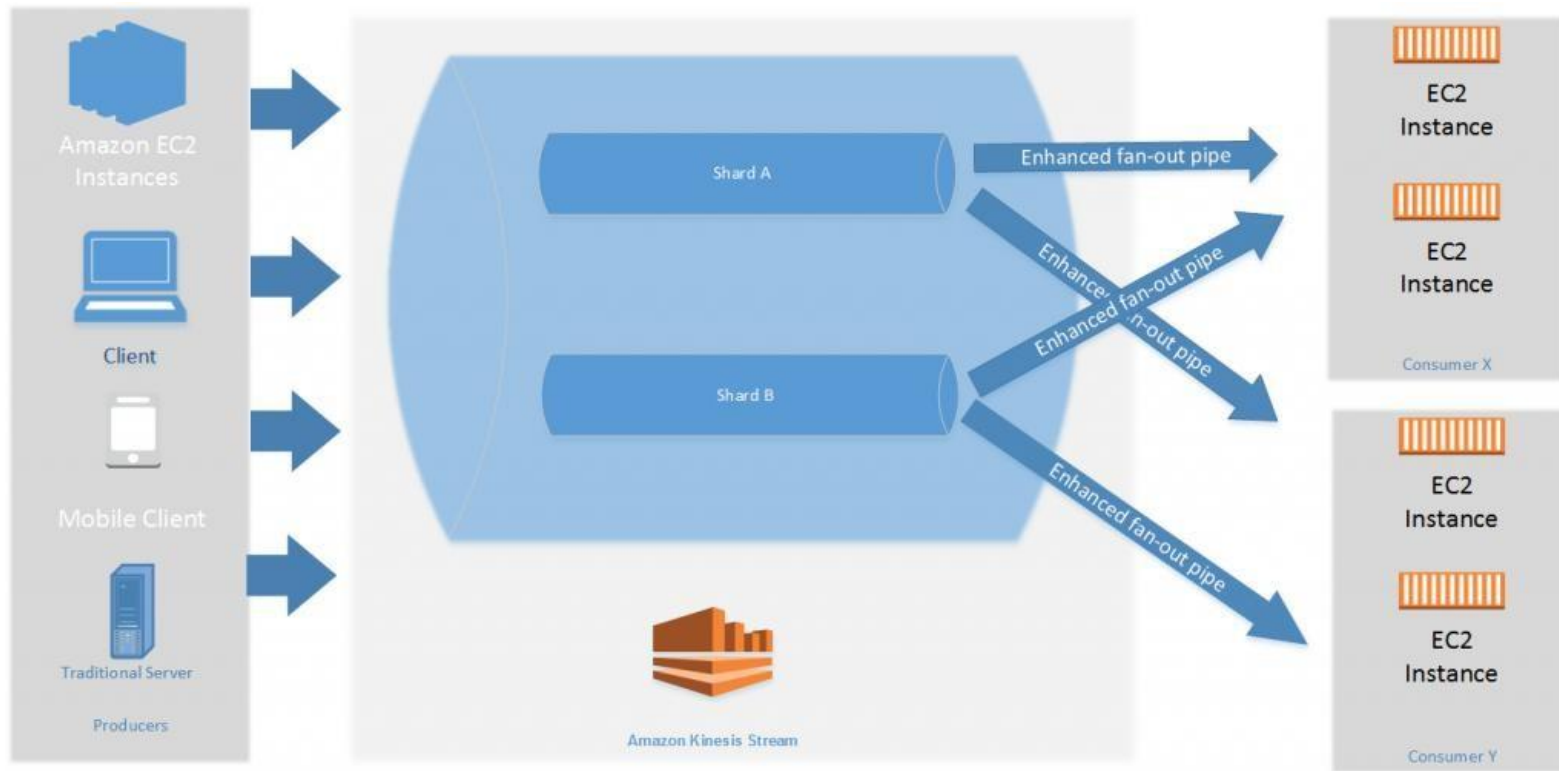 Amazon EC2
Instances
Client
Mobile Client
Traditional Server
Producers
Shard A
Shard B
Amazon Kinesis Stream
Enhanced fan-out pipe
Enhanced fan-out pipe
Enhanced fan-out pipe
Enhanced fan-out pipe
EC2
Instance
EC2
Instance
Consumer X
EC2
Instance
EC2
Instance
Consumer Y